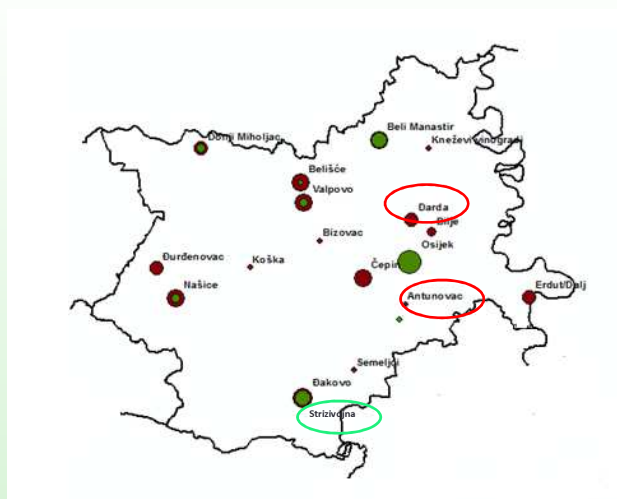 Beli Manastir
Donji Miholjac
Kneževi vinogradi
Belišće
Valpovo
Darda
Bilje
Bizovac
Osijek
Đurđenovac
Koška
Čepin
Našice
Erdut/Dalj
Antunovac
Semeljci
Đakovo
Strizivojna